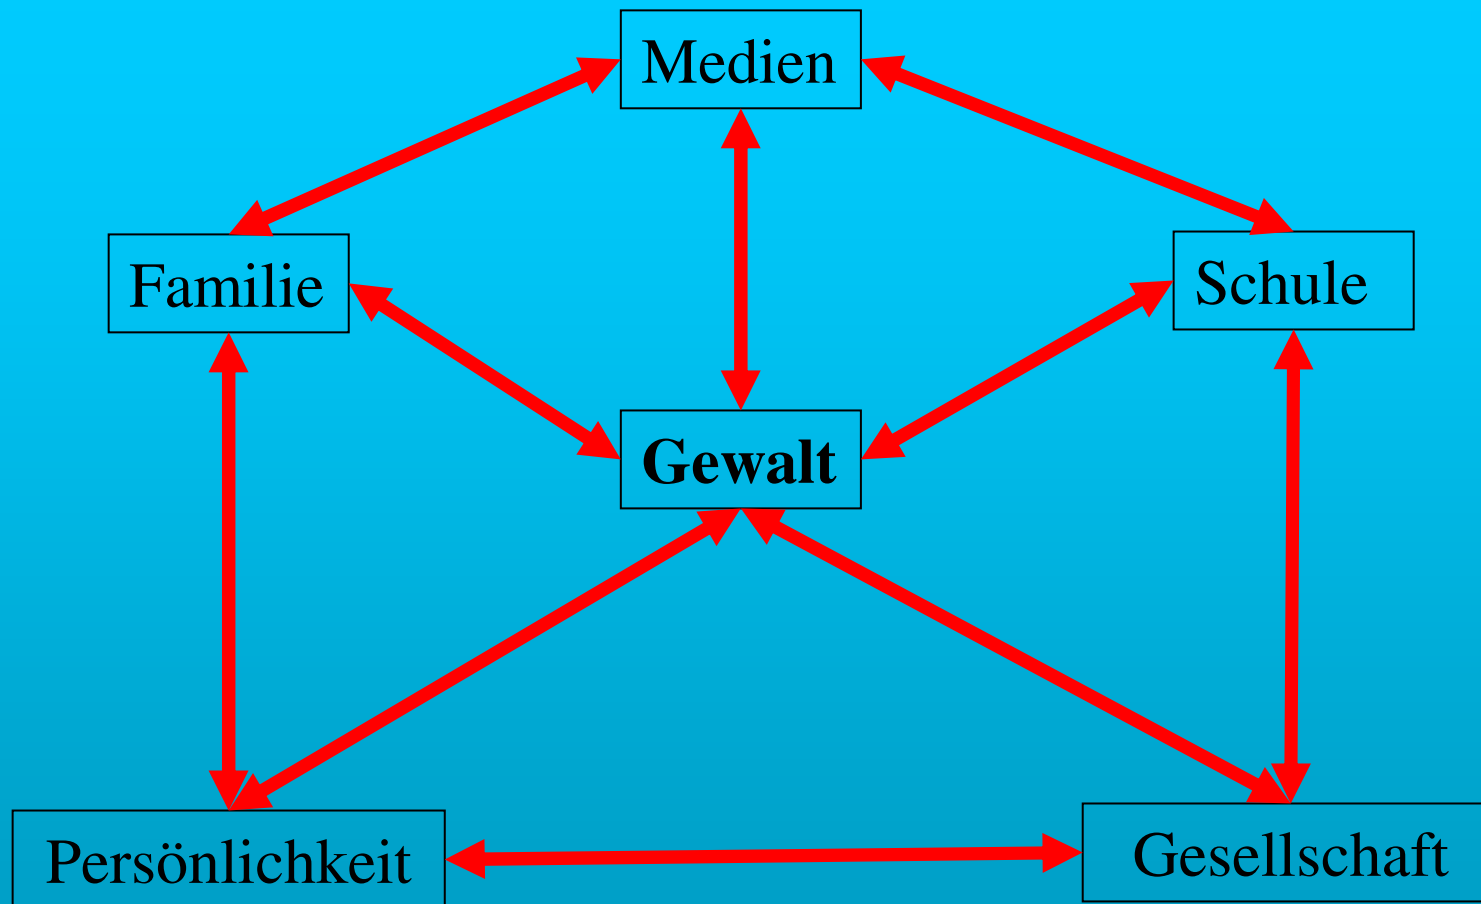 Medien
Familie
Schule
Gewalt
Persönlichkeit
Gesellschaft